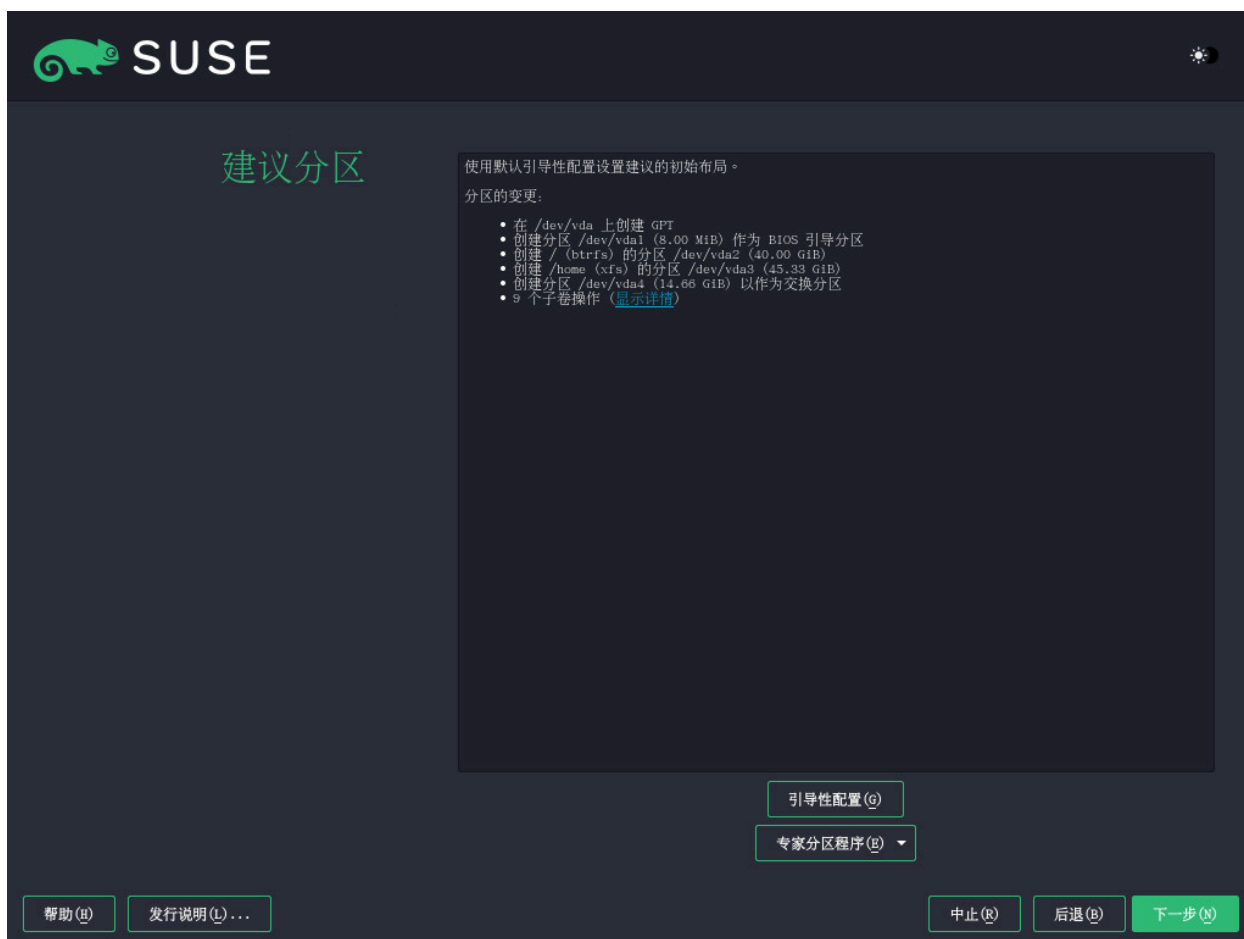 SUSE
建议分区
使用默认引导性配置设置建议的初始布局。
分区的变更:
• 在 /dev/vda 上创建 GPT
• 创建分区 /dev/vda1 (8.00 MiB) 作为 BIOS 引导分区
• 创建 / (btrfs) 的分区 /dev/vda2 (40.00 GiB)
• 创建 /home (xfs) 的分区 /dev/vda3 (45.33 GiB)
• 创建分区 /dev/vda4 (14.66 GiB) 以作为交换分区
• 9 个子卷操作 (显示详情)
引导性配置(G)
专家分区程序(E)
帮助(H) 发行说明(L)... 中止(R) 后退(B) 下一步(N)